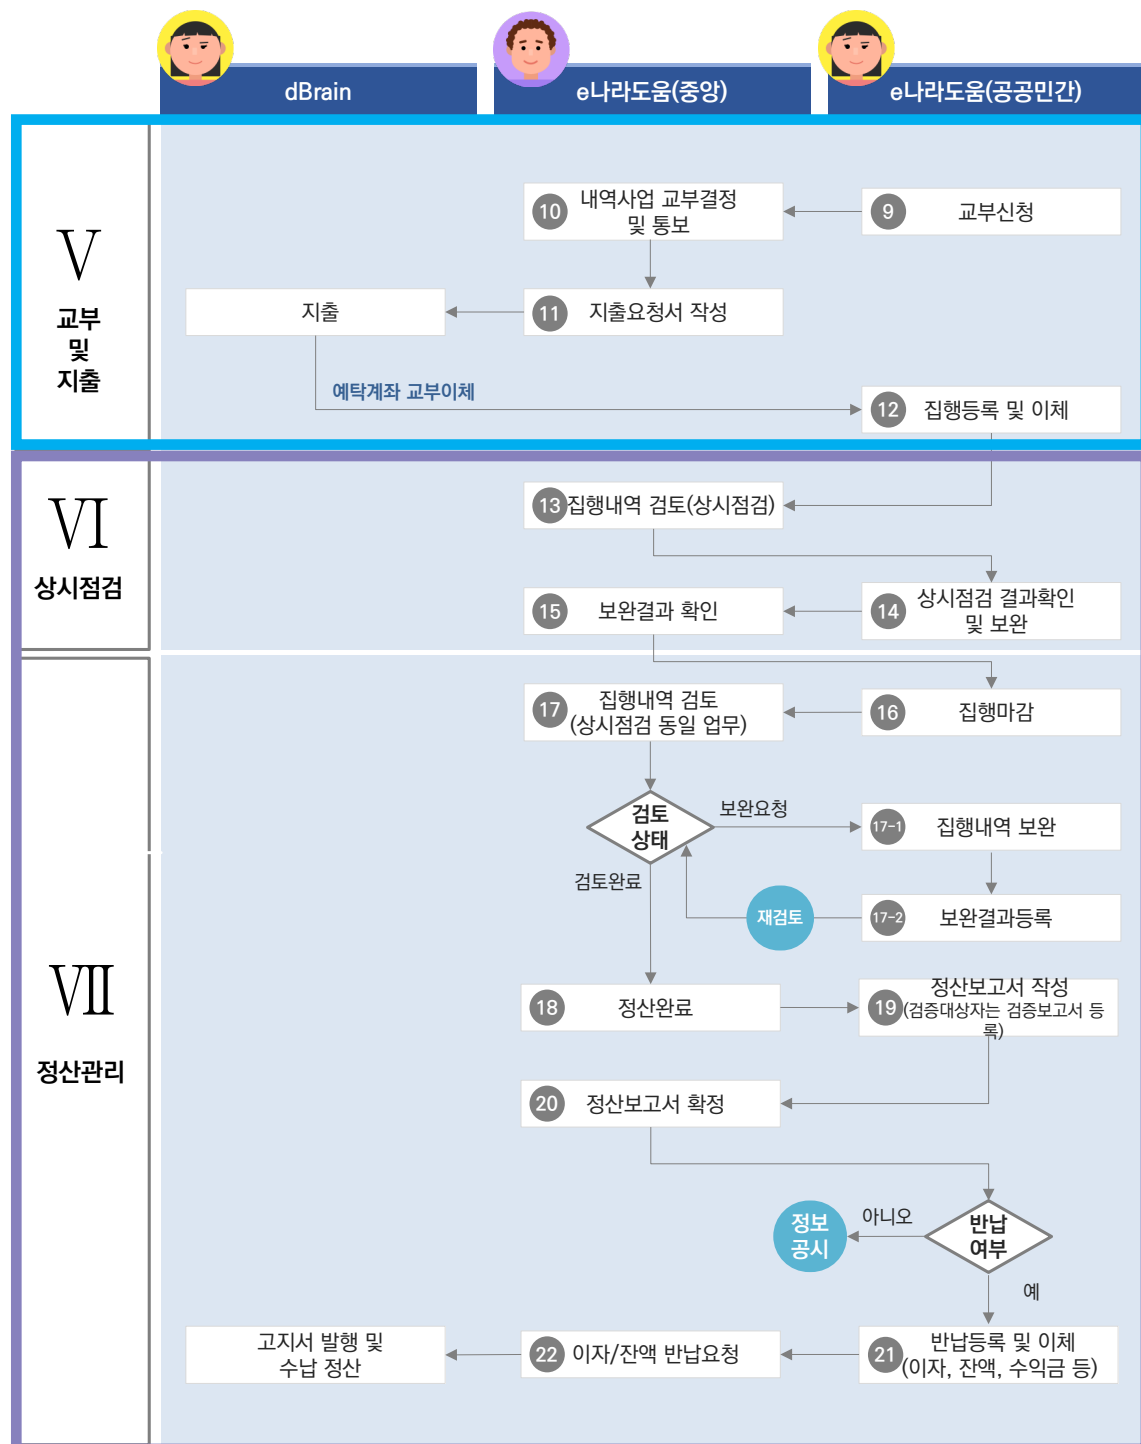 dBrain
e나라도움(중앙)
e나라도움(공공민간)
Ⅴ
교부
및
지출
10
내역사업 교부결정
및 통보
9
교부신청
지출
11
지출요청서 작성
예탁계좌 교부이체
12
집행등록 및 이체
Ⅵ
상시점검
13
집행내역 검토(상시점검)
15
보완결과 확인
14
상시점검 결과확인
및 보완
Ⅶ
정산관리
17
집행내역 검토
(상시점검 동일 업무)
16
집행마감
검토
상태
보완요청
17-1
집행내역 보완
검토완료
재검토
17-2
보완결과등록
18
정산완료
19
정산보고서 작성
(검증대상자는 검증보고서 등
록)
20
정산보고서 확정
정보
공시
아니오
반납
여부
예
고지서 발행 및
수납 정산
22
이자/잔액 반납요청
21
반납등록 및 이체
(이자, 잔액, 수익금 등)